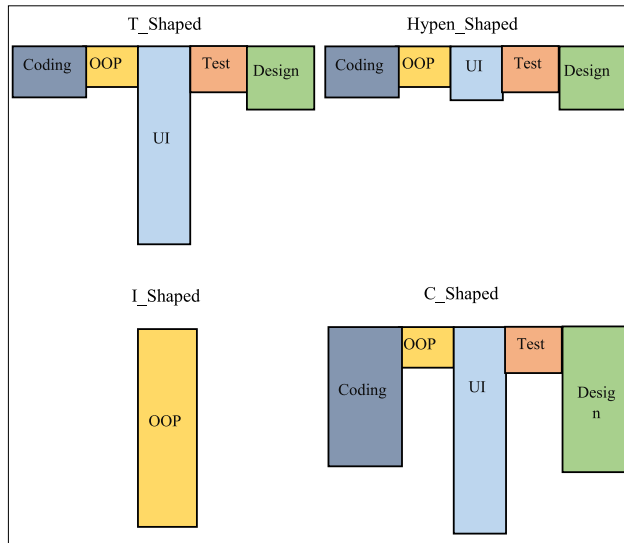 T_Shaped
Hypen_Shaped
Coding
OOP
UI
Test
Design
Coding
OOP
UI
Test
Design
I_Shaped
C_Shaped
OOP
Coding
OOP
UI
Test
Desig
n